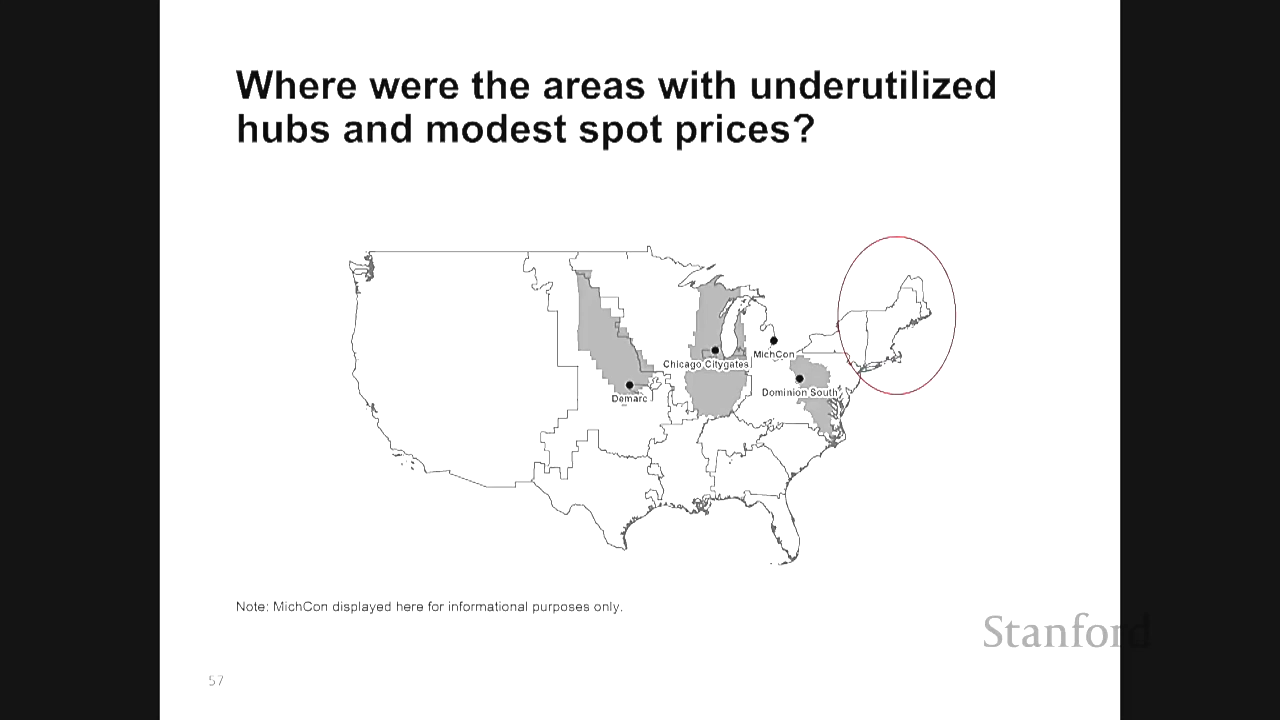 Where were the areas with underutilized
hubs and modest spot prices?
MichCon
Chicago Citygates
Dominion South
Demarc
Note: MichCon displayed here for informational purposes only.
Stanford
57